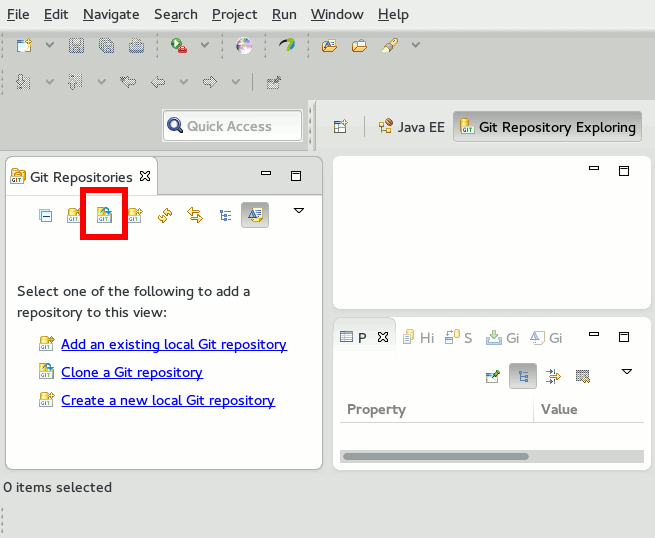 File Edit Navigate Search Project Run Window Help
Quick Access
Java EE
Git Repository Exploring
Git Repositories
Select one of the following to add a
repository to this view:
Add an existing local Git repository
Clone a Git repository
Create a new local Git repository
P Hi S Gi Gi
Property Value
0 items selected